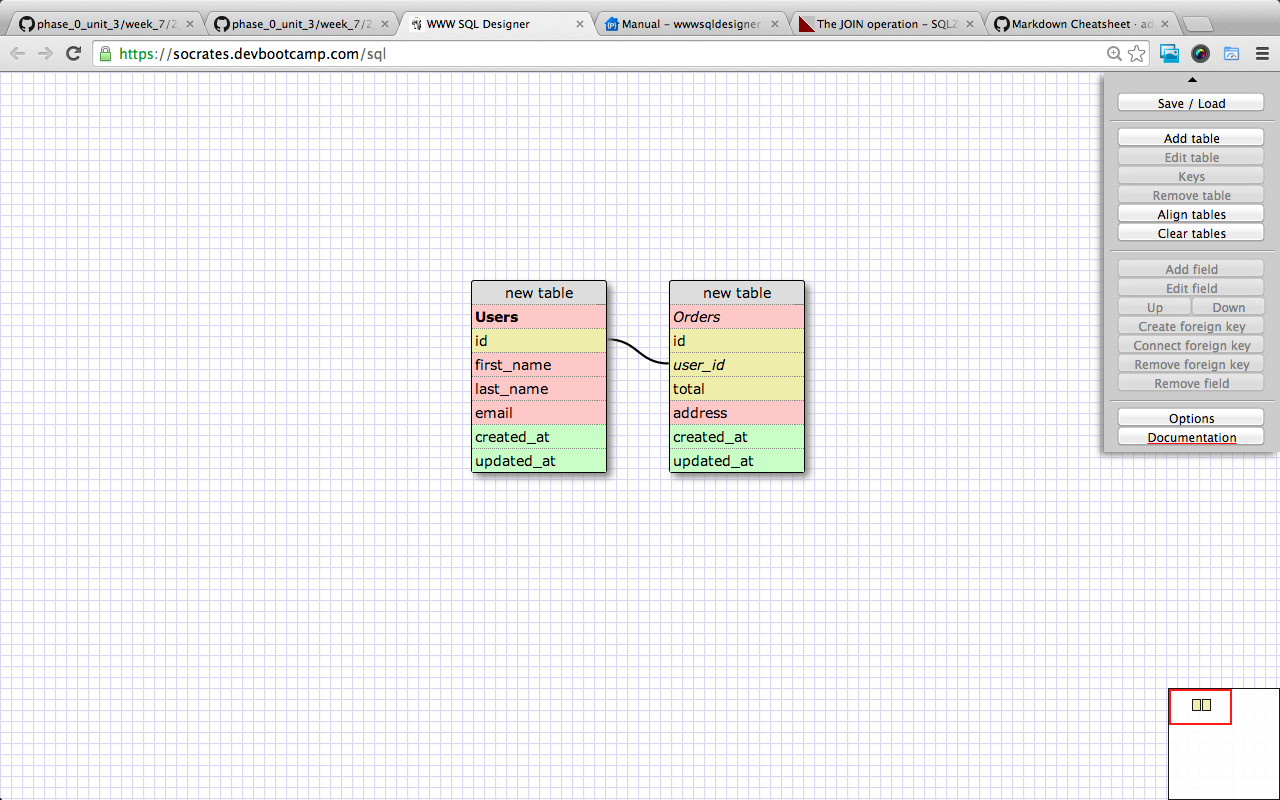 phase_0_unit_3/week_7/2
phase_0_unit_3/week_7/2
WWW SQL Designer
Manual – wwwsqldesigner
The JOIN operation – SQLZ
Markdown Cheatsheet · ad
https://socrates.devbootcamp.com/sql
Save / Load
Add table
Edit table
Keys
Remove table
Align tables
Clear tables
Add field
Edit field
Up Down
Create foreign key
Connect foreign key
Remove foreign key
Remove field
Options
Documentation
new table
Users
id
first_name
last_name
email
created_at
updated_at
new table
Orders
id
user_id
total
address
created_at
updated_at